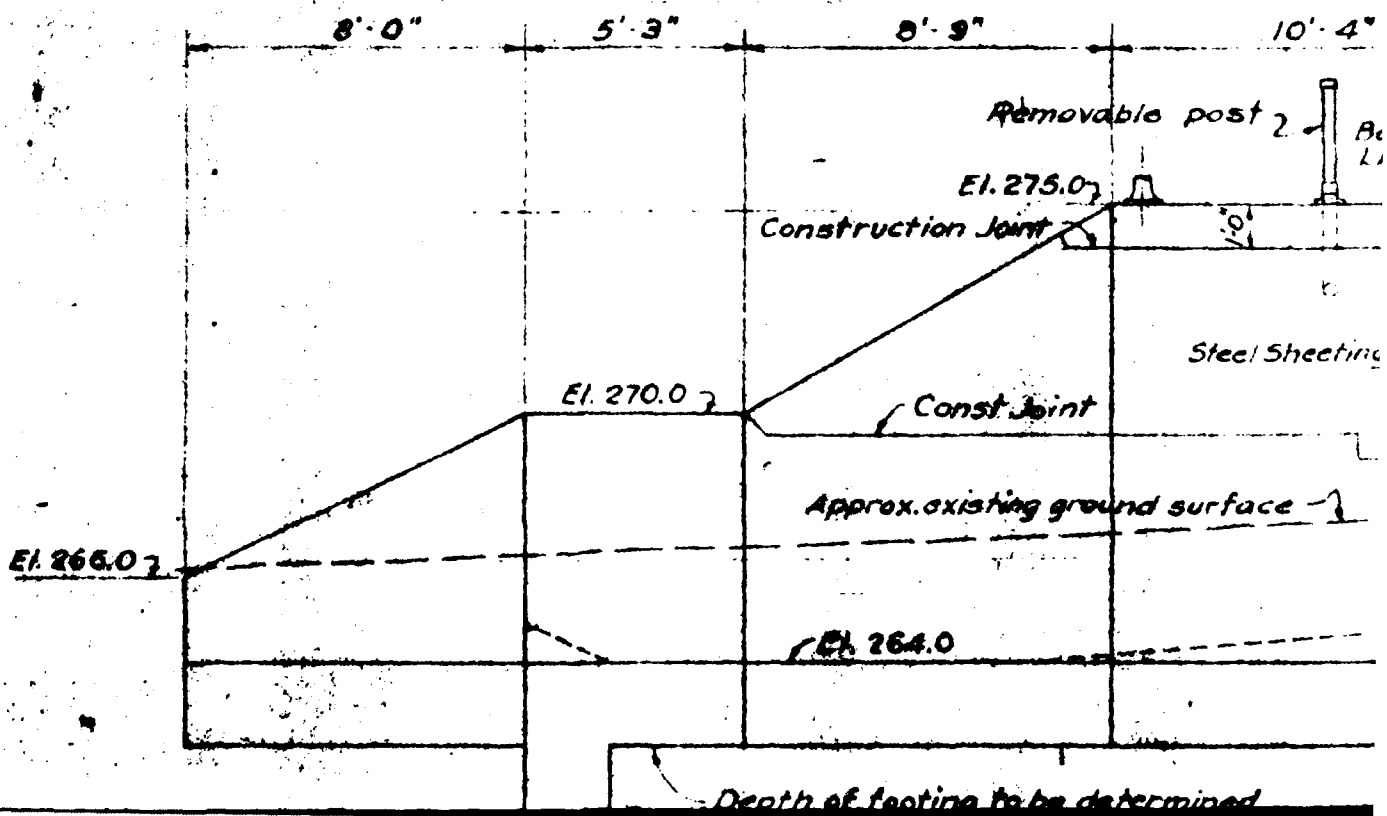 8'-0" 5'-3" 8'-9" 10'-4"
Removable post
El. 275.0
Construction Joint
1'-0"
Steel Sheeting
El. 270.0
Const. Joint
Approx. existing ground surface
El. 266.0
El. 264.0
Depth of footing to be determined